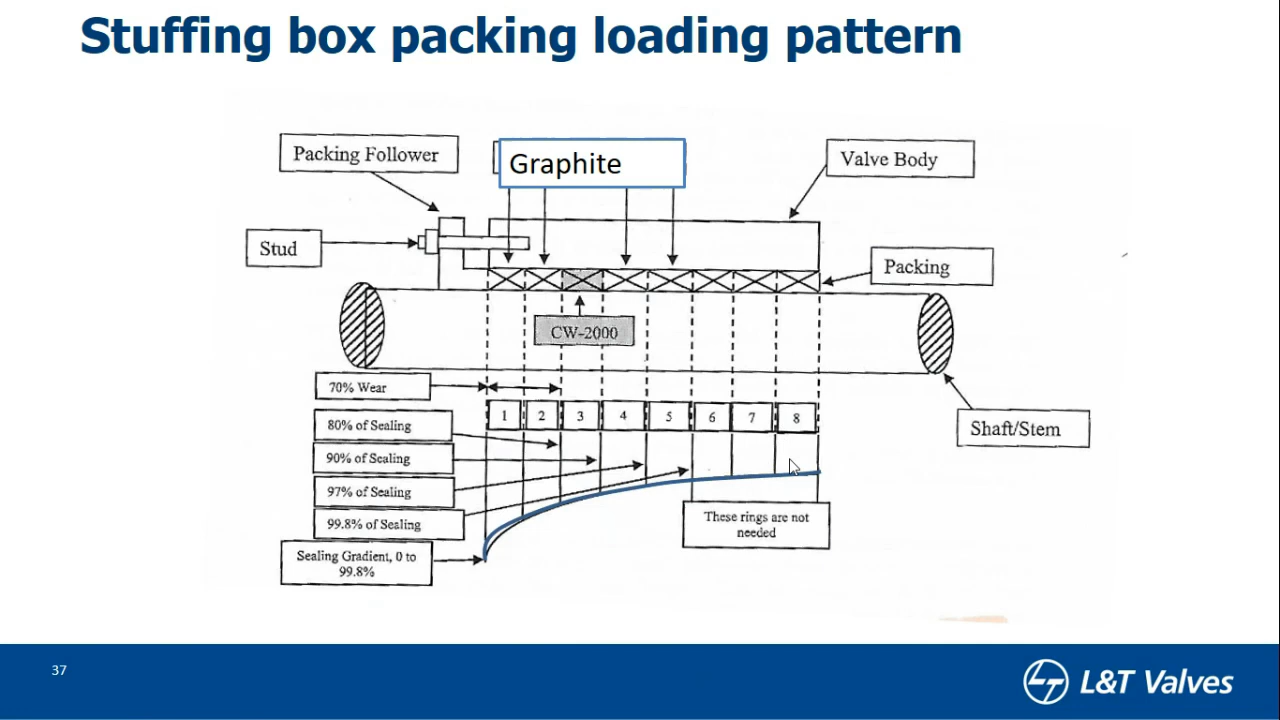 Stuffing box packing loading pattern
Packing Follower
Graphite
Valve Body
Stud
Packing
CW-2000
70% Wear
1 2 3 4 5 6 7 8
80% of Sealing
90% of Sealing
97% of Sealing
99.8% of Sealing
Shaft/Stem
These rings are not
needed
Sealing Gradient, 0 to
99.8%
37
L&T Valves